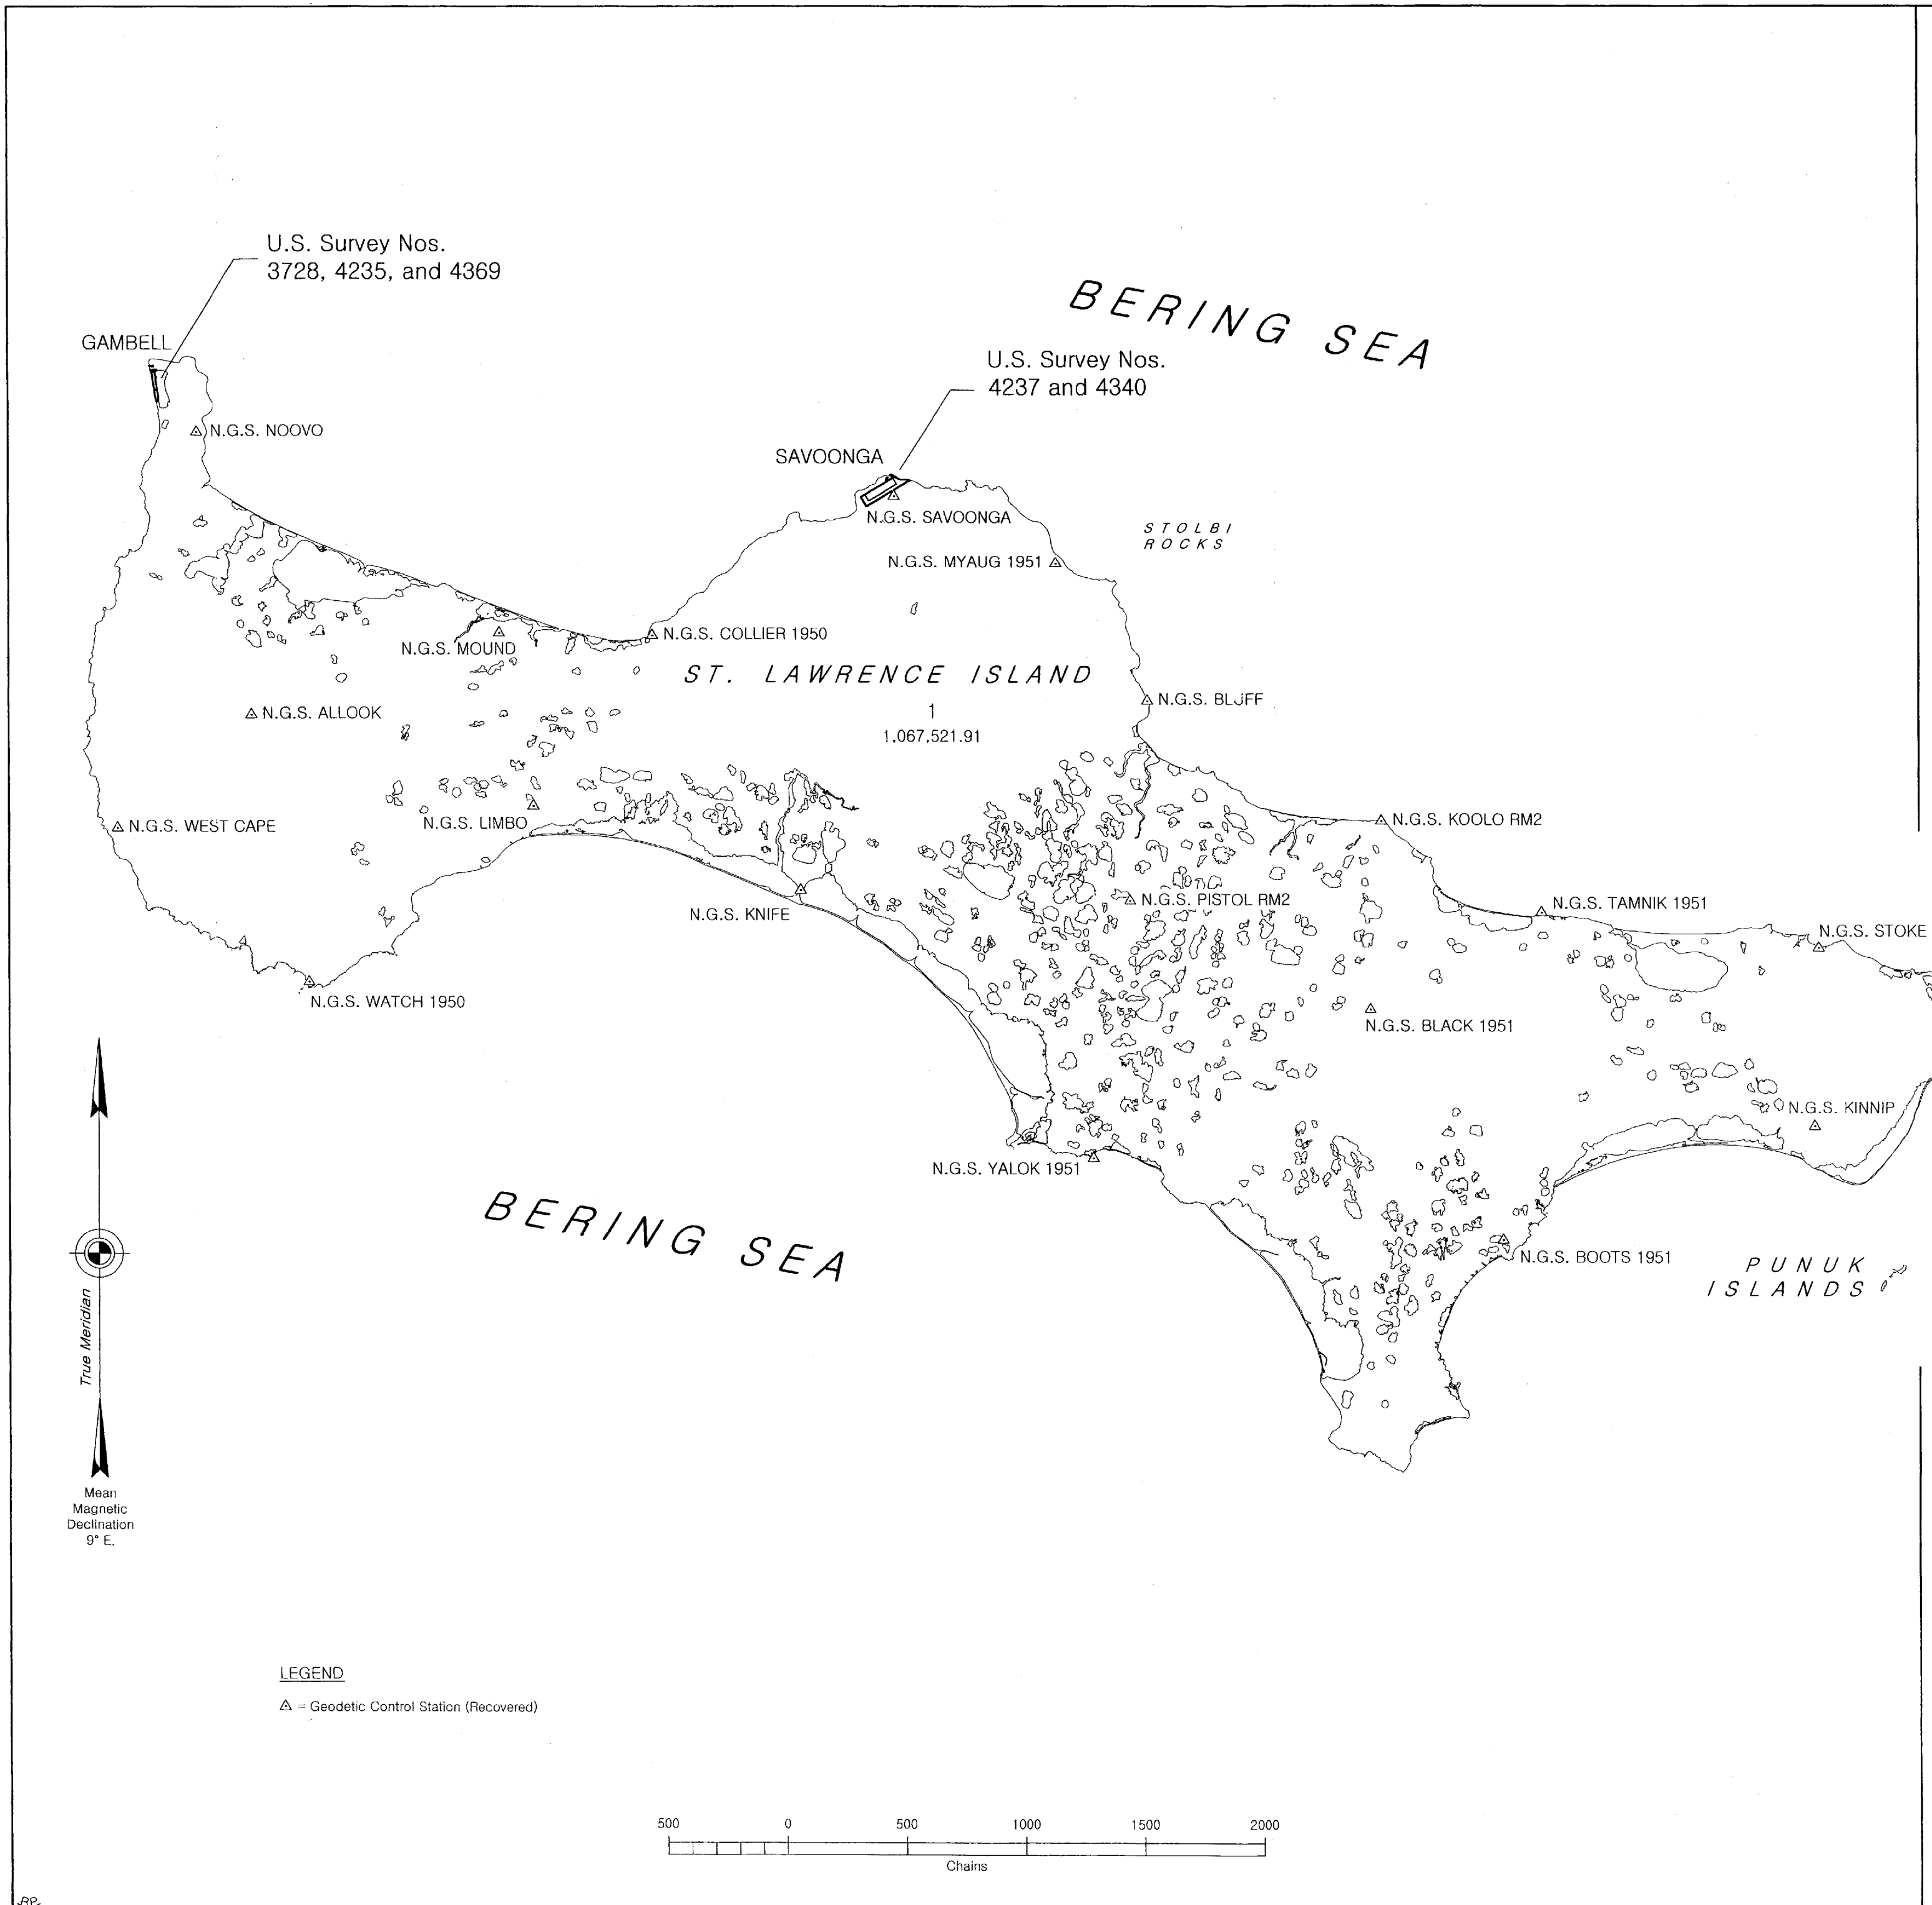 U.S. Survey Nos.
3728, 4235, and 4369
BERING SEA
GAMBELL
U.S. Survey Nos.
4237 and 4340
N.G.S. NOOVO
SAVOONGA
N.G.S. SAVOONGA
STOLBI
ROCKS
N.G.S. MYAUG 1951
N.G.S. COLLIER 1950
N.G.S. MOUND
ST. LAWRENCE ISLAND
1
1,067,521.91
N.G.S. BLUFF
N.G.S. ALLOOK
N.G.S. WEST CAPE
N.G.S. LIMBO
N.G.S. KOOLO RM2
N.G.S. KNIFE
N.G.S. PISTOL RM2
N.G.S. TAMNIK 1951
N.G.S. STOKE
N.G.S. WATCH 1950
N.G.S. BLACK 1951
N.G.S. KINNIP
N.G.S. YALOK 1951
BERING SEA
N.G.S. BOOTS 1951
PUNUK
ISLANDS
True Meridian
Mean
Magnetic
Declination
9° E.
LEGEND
△ = Geodetic Control Station (Recovered)
500 0 500 1000 1500 2000
Chains
RP